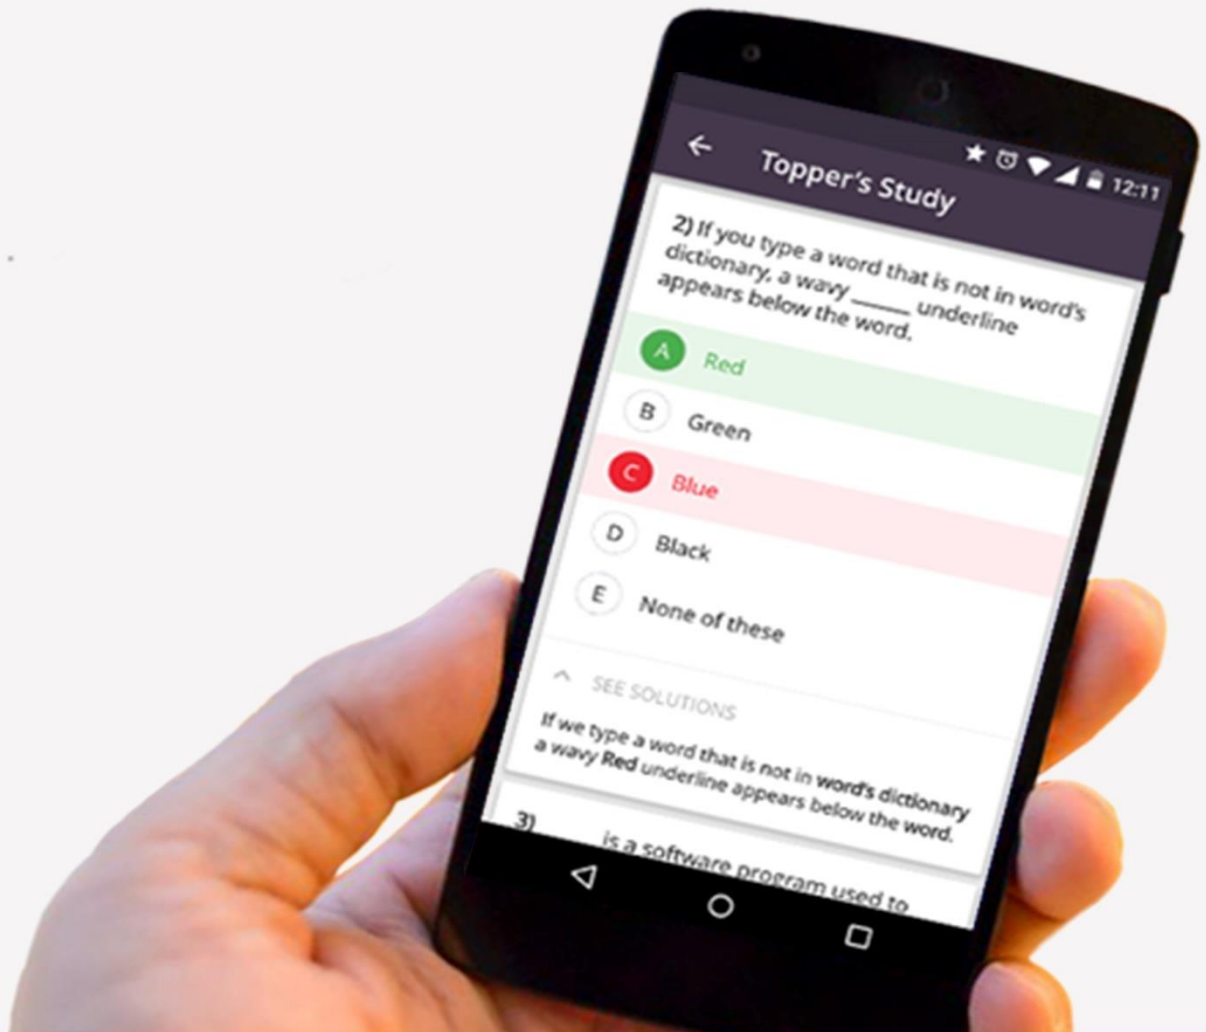 12:11
Topper's Study
2) If you type a word that is not in word's
dictionary, a wavy ______ underline
appears below the word.
A Red
B Green
C Blue
D Black
E None of these
SEE SOLUTIONS
If we type a word that is not in word's dictionary
a wavy Red underline appears below the word.
3) ______ is a software program used to